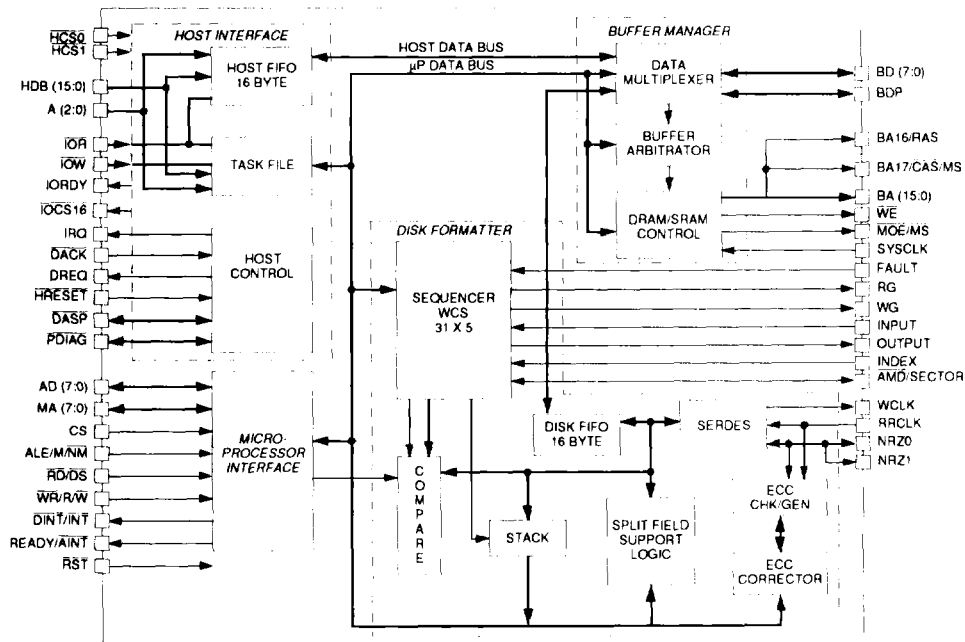 HCS0
HCS1
HDB (15:0)
A (2:0)
IOR
IOW
IORDY
IOCS16
IRQ
DACK
DREQ
HRESET
DASP
PDIAG
AD (7:0)
MA (7:0)
CS
ALE/M/NM
RD/DS
WR/R/W
DINT/INT
READY/AINT
RST
HOST INTERFACE
HOST FIFO
16 BYTE
TASK FILE
HOST
CONTROL
MICRO-
PROCESSOR
INTERFACE
HOST DATA BUS
µP DATA BUS
BUFFER MANAGER
DATA
MULTIPLEXER
BUFFER
ARBITRATOR
DRAM/SRAM
CONTROL
DISK FORMATTER
SEQUENCER
WCS
31 X 5
DISK FIFO
16 BYTE
SERDES
COMPARE
STACK
SPLIT FIELD
SUPPORT
LOGIC
ECC
CHK/GEN
ECC
CORRECTOR
BD (7:0)
BDP
BA16/RAS
BA17/CAS/MS
BA (15:0)
WE
MOE/MS
SYSCLK
FAULT
RG
WG
INPUT
OUTPUT
INDEX
AMD/SECTOR
WCLK
RRCLK
NRZ0
NRZ1